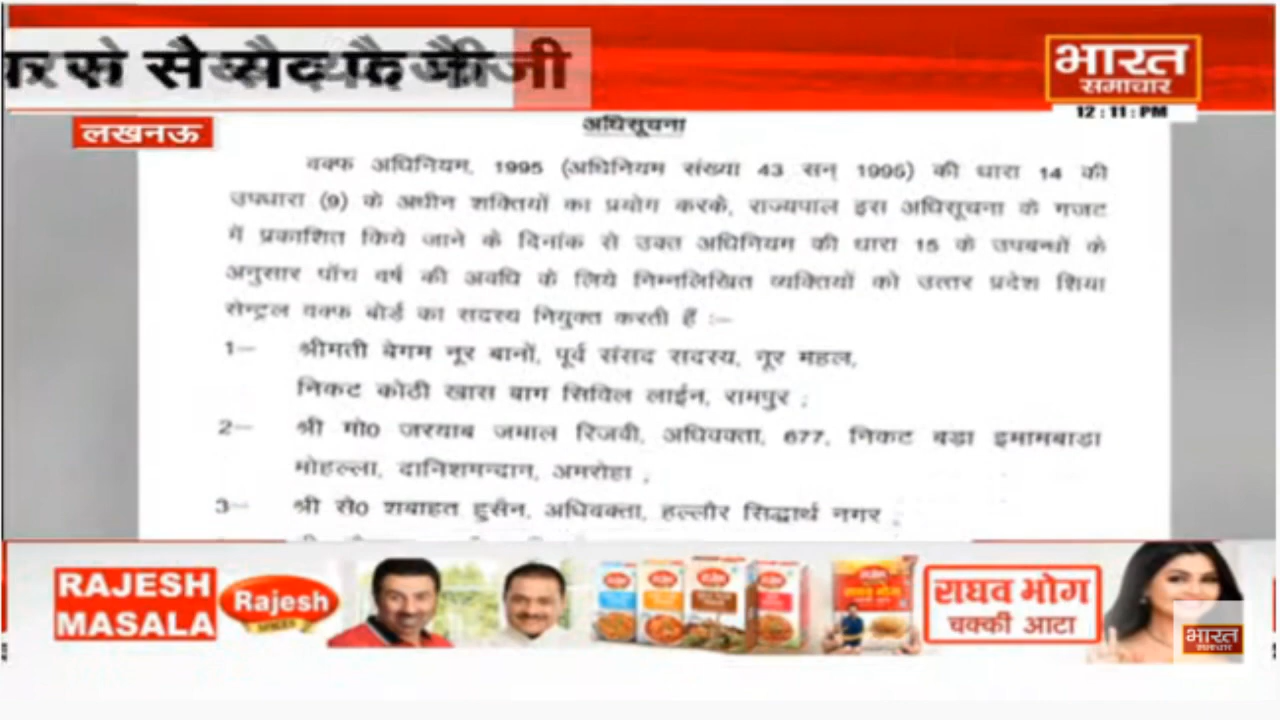 सैय्यद फैजी
भारत
समाचार
12:11:PM
लखनऊ
अधिसूचना
वक्फ अधिनियम, 1995 (अधिनियम संख्या 43 सन् 1995) की धारा 14 की
उपधारा (9) के अधीन शक्तियों का प्रयोग करके, राज्यपाल इस अधिसूचना के गजट
में प्रकाशित किये जाने के दिनांक से उक्त अधिनियम की धारा 15 के उपबन्धों के
अनुसार पाँच वर्ष की अवधि के लिये निम्नलिखित व्यक्तियों को उत्तर प्रदेश शिया
सेन्ट्रल वक्फ बोर्ड का सदस्य नियुक्त करती हैं :-
1— श्रीमती बेगम नूर बानों, पूर्व संसद सदस्य, नूर महल,
निकट कोठी खास बाग सिविल लाईन, रामपुर ;
2— श्री मो0 जरयाब जमाल रिजवी, अधिवक्ता, 677, निकट बड़ा इमामबाड़ा
मोहल्ला, दानिशमन्दान, अमरोहा ;
3— श्री सै0 शबाहत हुसैन, अधिवक्ता, हल्लौर सिद्धार्थ नगर ;
RAJESH
MASALA
Rajesh
SPICES
राघव भोग
चक्की आटा
भारत
समाचार